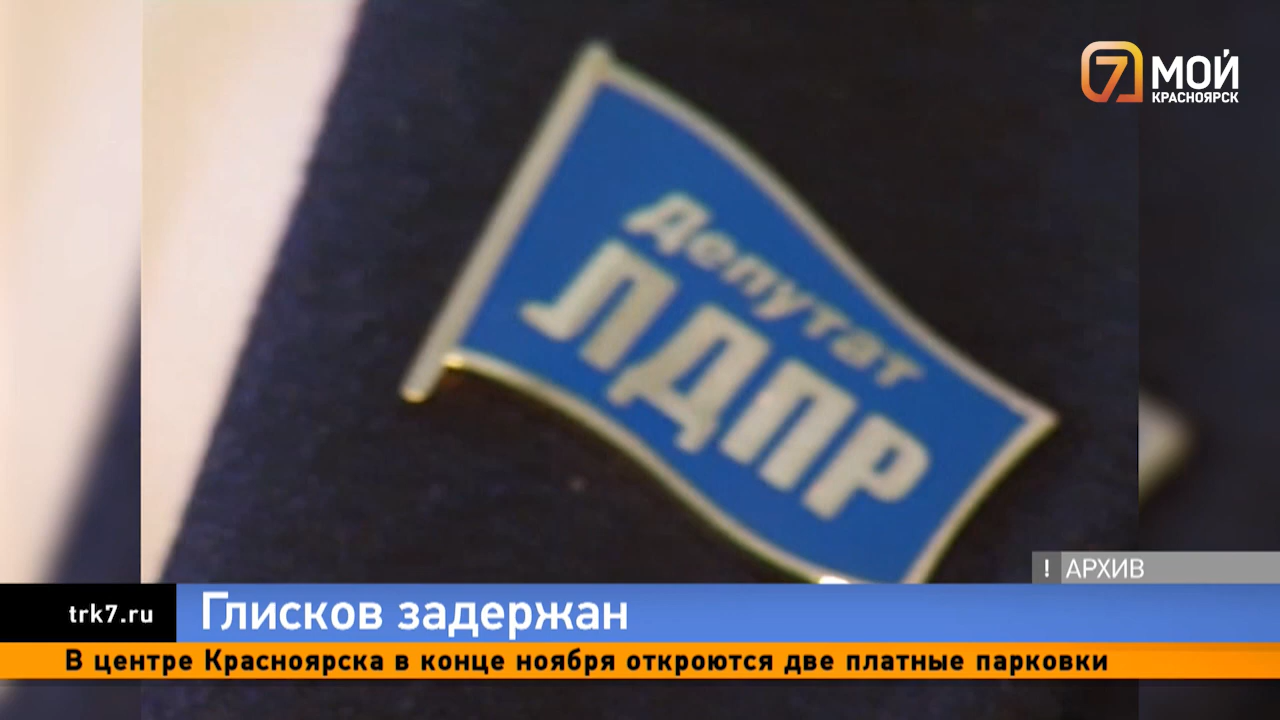 7 МОЙ
КРАСНОЯРСК
Депутат
ЛДПР
! АРХИВ
trk7.ru
Глисков задержан
В центре Красноярска в конце ноября откроются две платные парковки